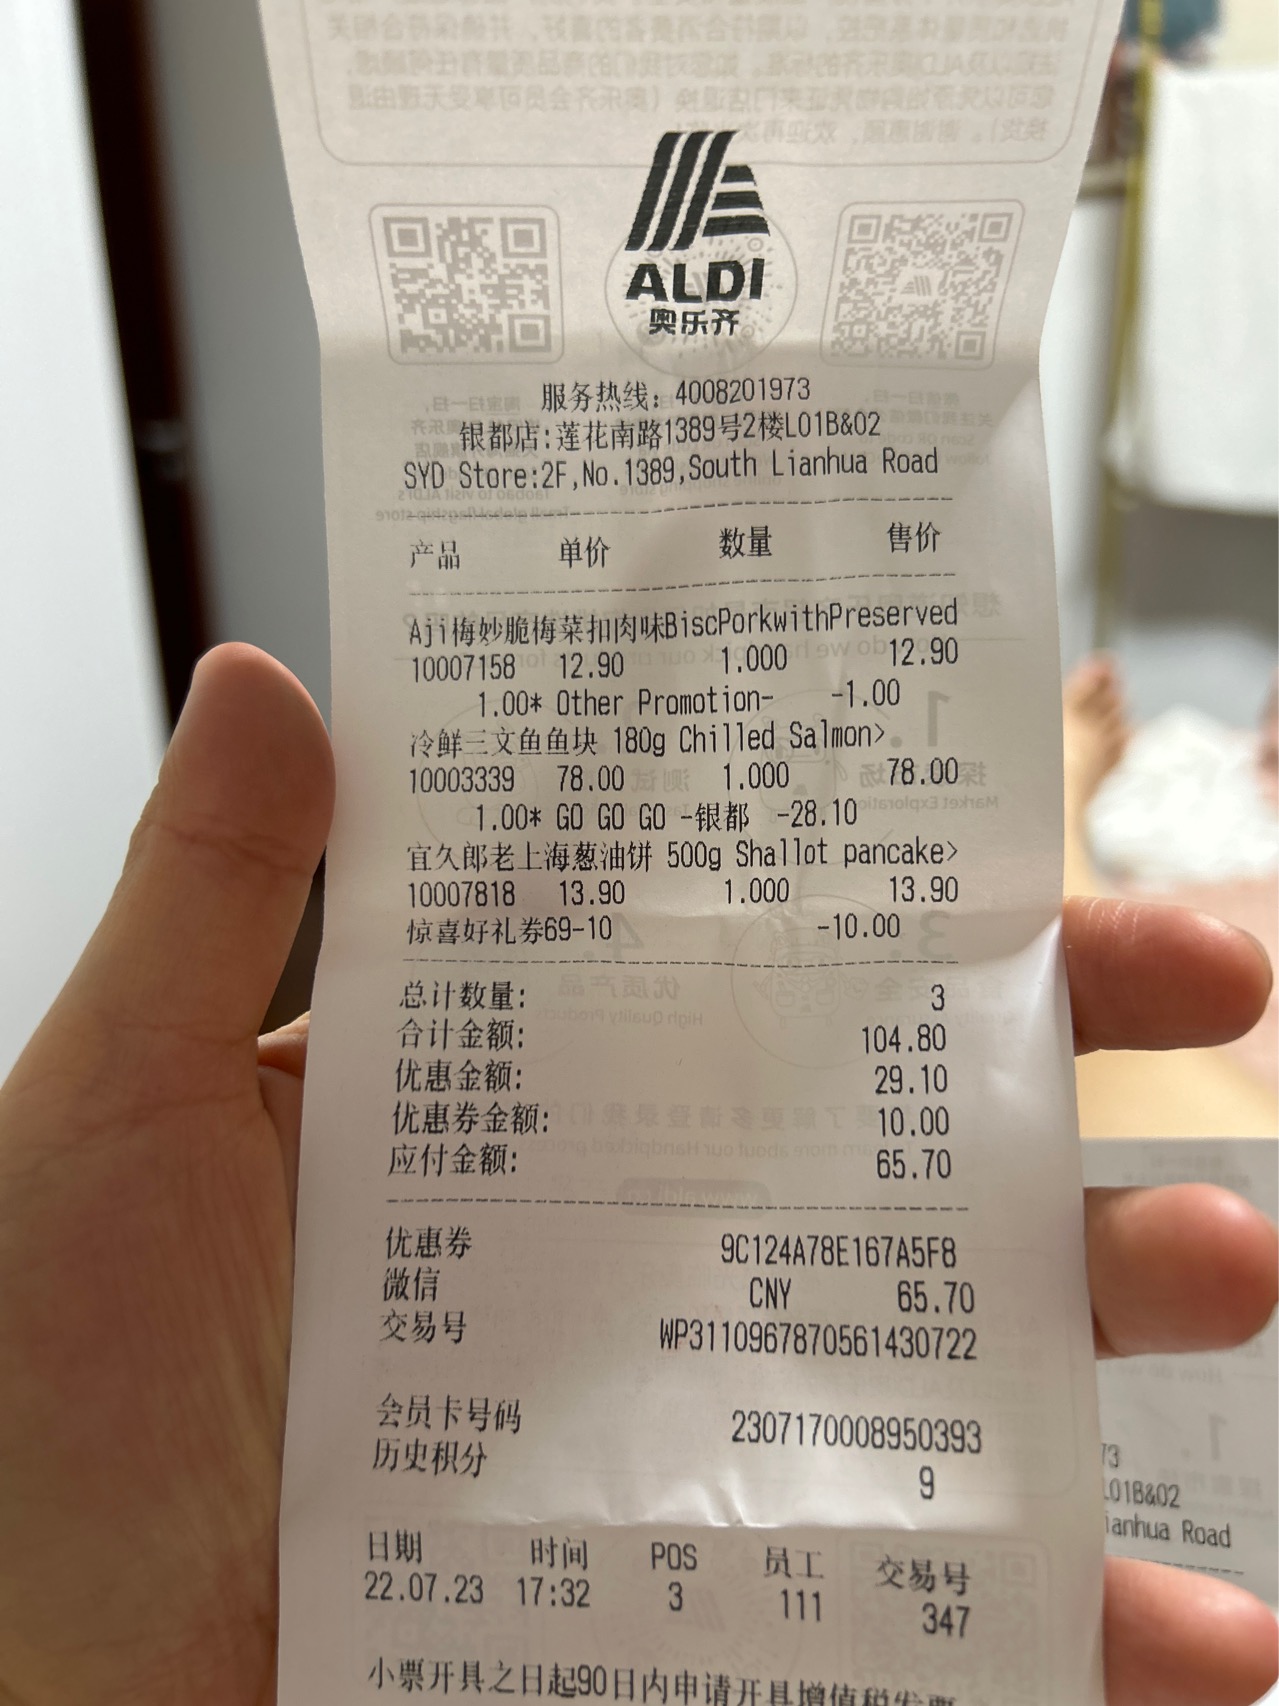 ALDI
奥乐齐
服务热线：4008201973
银都店:莲花南路1389号2楼L01B&02
SYD Store:2F,No.1389,South Lianhua Road
产品 单价 数量 售价
Aji梅妙脆梅菜扣肉味BiscPorkwithPreserved
10007158 12.90 1.000 12.90
1.00* Other Promotion- -1.00
冷鲜三文鱼鱼块 180g Chilled Salmon>
10003339 78.00 1.000 78.00
1.00* GO GO GO -银都 -28.10
宜久郎老上海葱油饼 500g Shallot pancake>
10007818 13.90 1.000 13.90
惊喜好礼券69-10 -10.00
总计数量: 3
合计金额: 104.80
优惠金额: 29.10
优惠券金额: 10.00
应付金额: 65.70
优惠券 9C124A78E167A5F8
微信 CNY 65.70
交易号 WP3110967870561430722
会员卡号码 2307170008950393
历史积分 9
日期 时间 POS 员工 交易号
22.07.23 17:32 3 111 347
小票开具之日起90日内申请开具增值税发票
73
L01B&02
ianhua Road